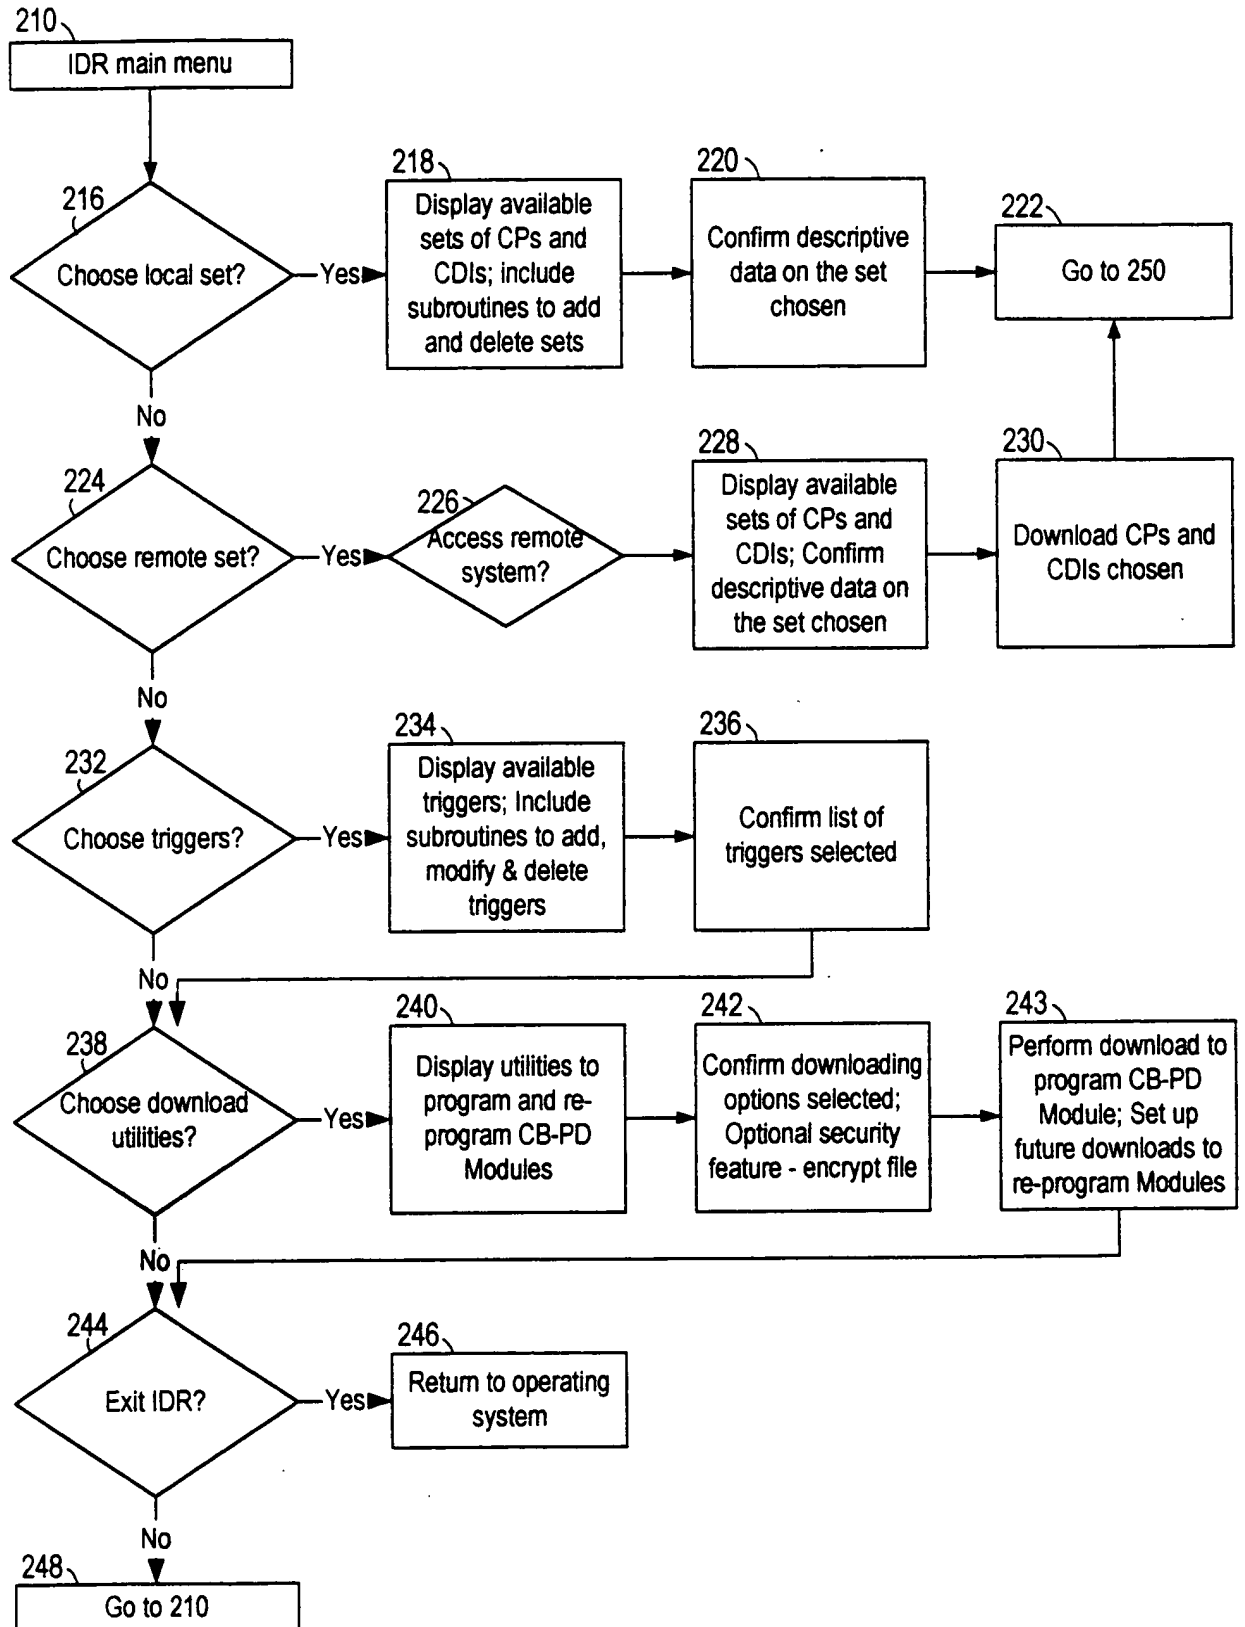 210
IDR main menu
216
Choose local set?
Yes
218
Display available
sets of CPs and
CDIs; include
subroutines to add
and delete sets
220
Confirm descriptive
data on the set
chosen
222
Go to 250
No
224
Choose remote set?
Yes
226
Access remote
system?
228
Display available
sets of CPs and
CDIs; Confirm
descriptive data on
the set chosen
230
Download CPs and
CDIs chosen
No
232
Choose triggers?
Yes
234
Display available
triggers; Include
subroutines to add,
modify & delete
triggers
236
Confirm list of
triggers selected
No
238
Choose download
utilities?
Yes
240
Display utilities to
program and re-
program CB-PD
Modules
242
Confirm downloading
options selected;
Optional security
feature - encrypt file
243
Perform download to
program CB-PD
Module; Set up
future downloads to
re-program Modules
No
244
Exit IDR?
Yes
246
Return to operating
system
No
248
Go to 210